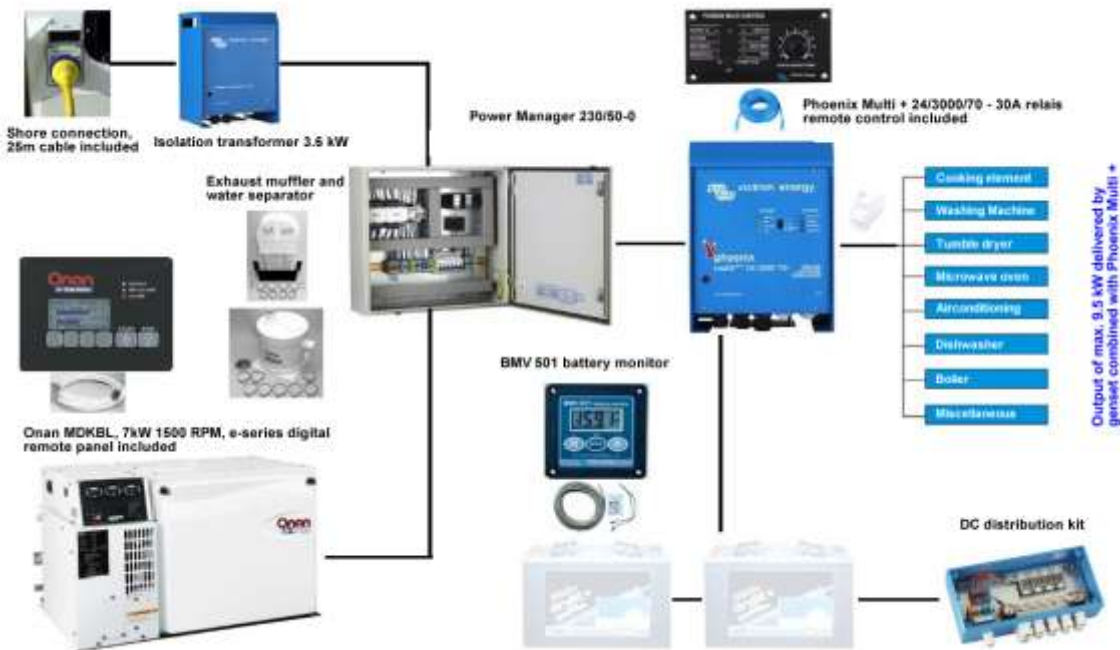 Shore connection,
25m cable included
Isolation transformer 3.5 kW
Power Manager 230/50-0
Phoenix Multi + 24/3000/70 - 30A relais
remote control included
Exhaust muffler and
water separator
victron energy
phoenix
Cooking element
Washing Machine
Tumble dryer
Microwave oven
Airconditioning
Dishwasher
Boiler
Miscellaneous
Output of max. 9.5 kW delivered by
genset combined with Phoenix Multi +
Onan
BMV 501 battery monitor
Onan MDKBL, 7kW 1500 RPM, e-series digital
remote panel included
Onan
DC distribution kit